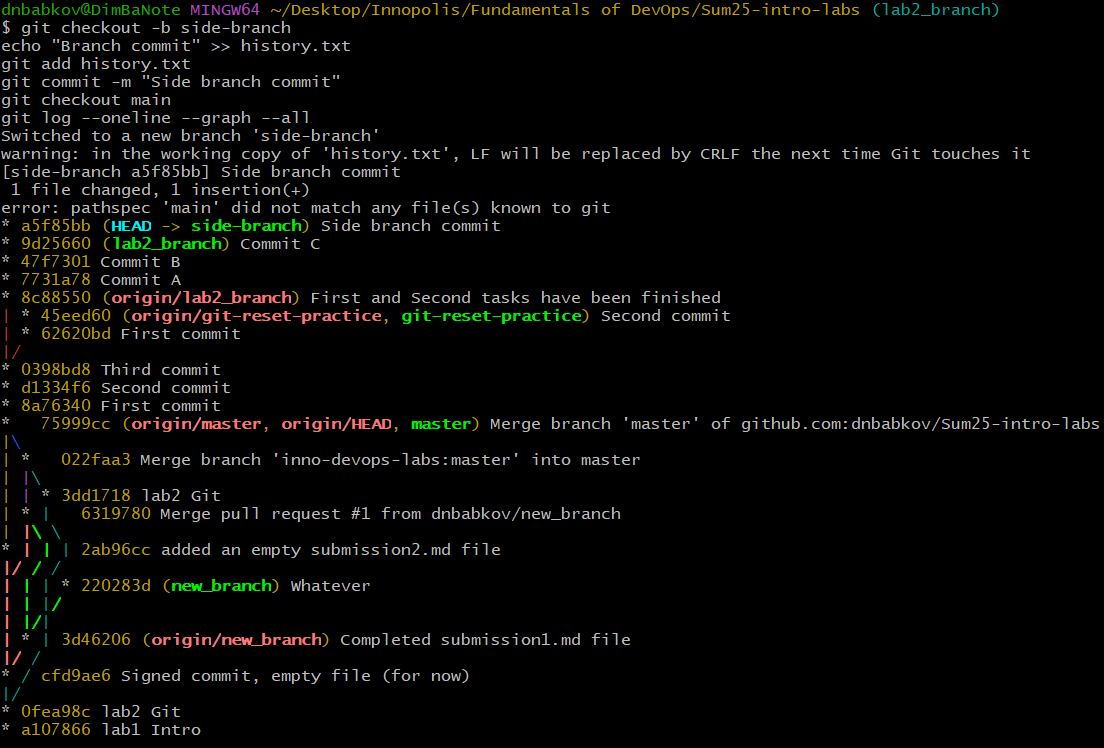 dnbabkov@DimBaNote MINGW64 ~/Desktop/Innopolis/Fundamentals of DevOps/Sum25-intro-labs (lab2_branch)
$ git checkout -b side-branch
echo "Branch commit" >> history.txt
git add history.txt
git commit -m "Side branch commit"
git checkout main
git log --oneline --graph --all
Switched to a new branch 'side-branch'
warning: in the working copy of 'history.txt', LF will be replaced by CRLF the next time Git touches it
[side-branch a5f85bb] Side branch commit
 1 file changed, 1 insertion(+)
error: pathspec 'main' did not match any file(s) known to git
* a5f85bb (HEAD -> side-branch) Side branch commit
* 9d25660 (lab2_branch) Commit C
* 47f7301 Commit B
* 7731a78 Commit A
* 8c88550 (origin/lab2_branch) First and Second tasks have been finished
| * 45eed60 (origin/git-reset-practice, git-reset-practice) Second commit
| * 62620bd First commit
|/
* 0398bd8 Third commit
* d1334f6 Second commit
* 8a76340 First commit
*   75999cc (origin/master, origin/HEAD, master) Merge branch 'master' of github.com:dnbabkov/Sum25-intro-labs
|\
| *   022faa3 Merge branch 'inno-devops-labs:master' into master
| |\
| | * 3dd1718 lab2 Git
| * |   6319780 Merge pull request #1 from dnbabkov/new_branch
| |\ \
* | | | 2ab96cc added an empty submission2.md file
|/ / /
| | | * 220283d (new_branch) Whatever
| | |/
| |/|
| * | 3d46206 (origin/new_branch) Completed submission1.md file
|/ /
* / cfd9ae6 Signed commit, empty file (for now)
|/
* 0fea98c lab2 Git
* a107866 lab1 Intro